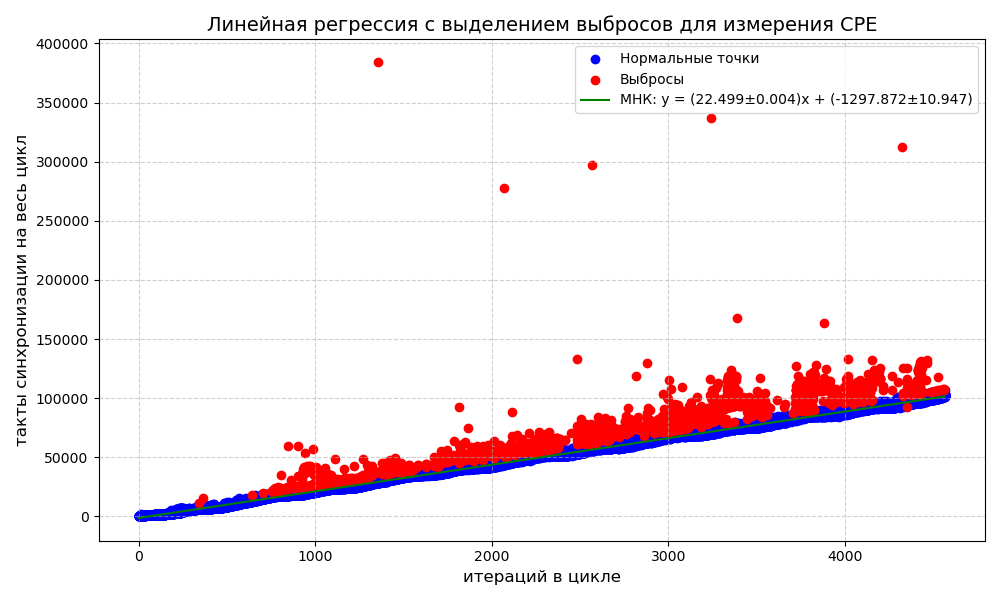 Линейная регрессия с выделением выбросов для измерения CPE
Нормальные точки
Выбросы
МНК: y = (22.499±0.004)x + (-1297.872±10.947)
400000
350000
300000
250000
200000
150000
100000
50000
0
такты синхронизации на весь цикл
0 1000 2000 3000 4000
итераций в цикле